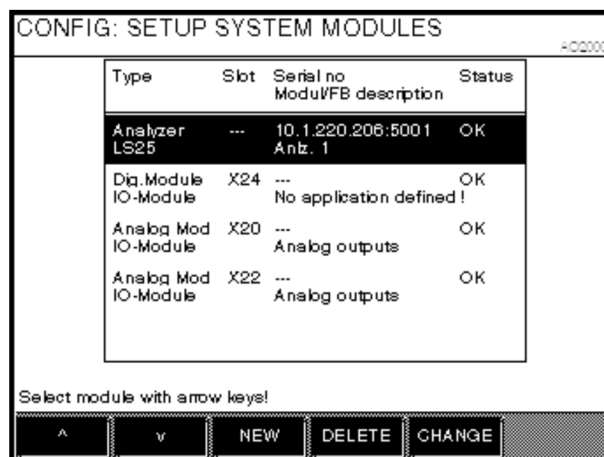 CONFIG: SETUP SYSTEM MODULES
AO2000
Type Slot Serial no Status
Modul/FB description
Analyzer --- 10.1.220.206:5001 OK
LS25 Anlz. 1
Dig.Module X24 --- OK
IO-Module No application defined !
Analog Mod X20 --- OK
IO-Module Analog outputs
Analog Mod X22 --- OK
IO-Module Analog outputs
Select module with arrow keys!
^ v NEW DELETE CHANGE